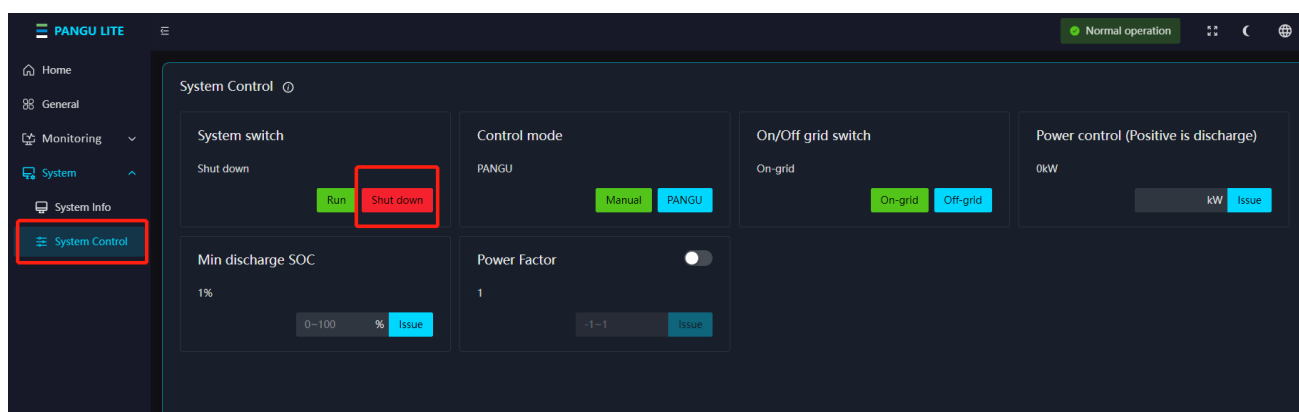 PANGU LITE
Normal operation
Home
General
Monitoring
System
System Info
System Control
System Control
System switch
Shut down
Run
Shut down
Control mode
PANGU
Manual
PANGU
On/Off grid switch
On-grid
On-grid
Off-grid
Power control (Positive is discharge)
0kW
kW
Issue
Min discharge SOC
1%
0~100
%
Issue
Power Factor
1
-1~1
Issue